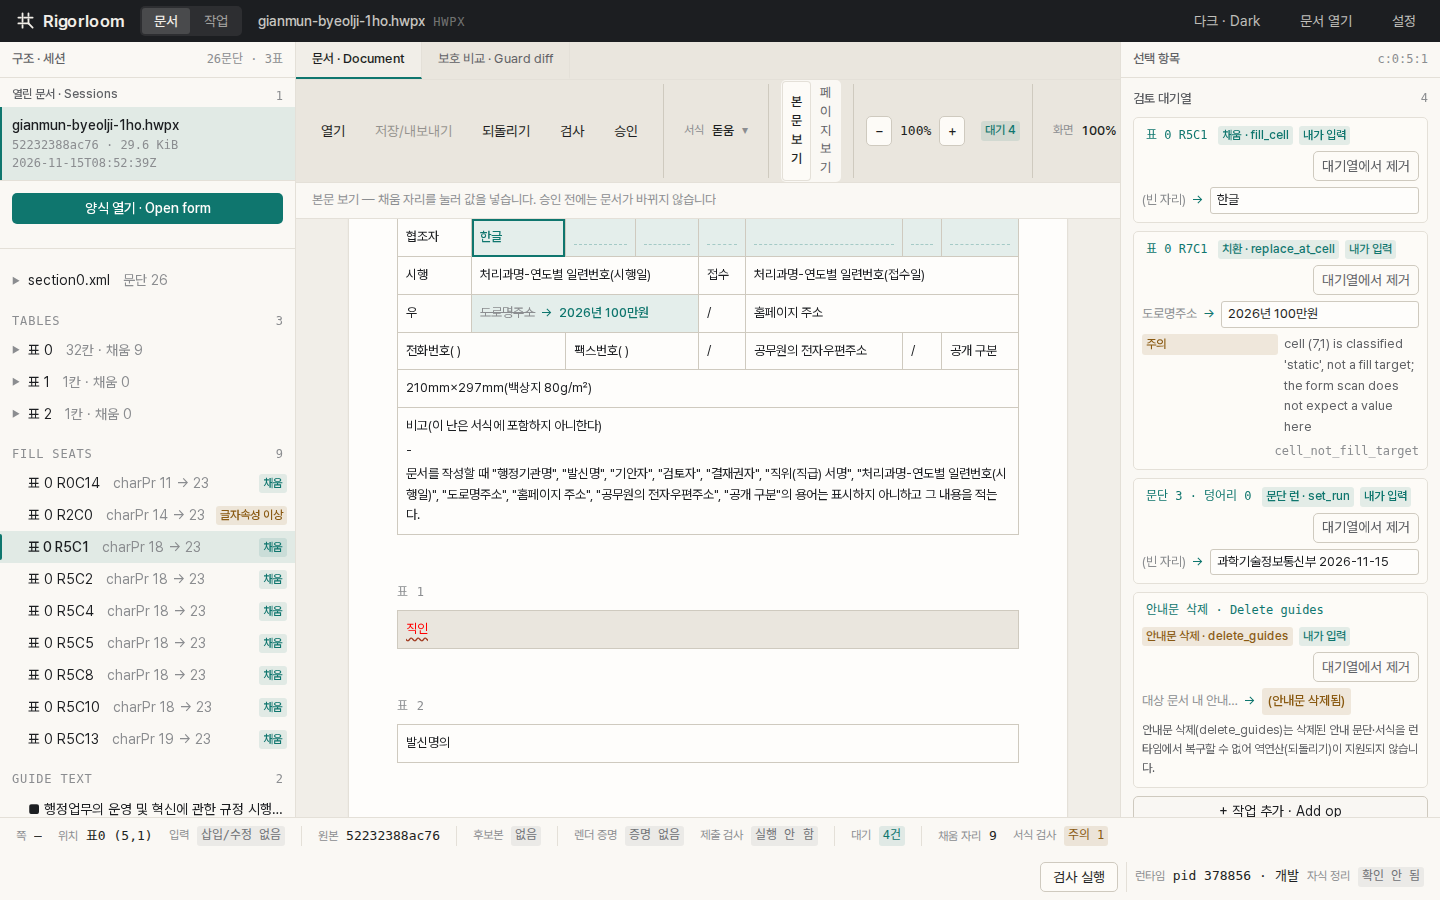 Rigorloom 문서 작업 gianmun-byeolji-1ho.hwpx HWPX 다크 · Dark 문서 열기 설정
구조 · 세션 26문단 · 3표
열린 문서 · Sessions 1
gianmun-byeolji-1ho.hwpx
52232388ac76 · 29.6 KiB
2026-11-15T08:52:39Z
양식 열기 · Open form
section0.xml 문단 26
TABLES 3
표 0 32칸 · 채움 9
표 1 1칸 · 채움 0
표 2 1칸 · 채움 0
FILL SEATS 9
표 0 R0C14 charPr 11 → 23 채움
표 0 R2C0 charPr 14 → 23 글자속성 이상
표 0 R5C1 charPr 18 → 23 채움
표 0 R5C2 charPr 18 → 23 채움
표 0 R5C4 charPr 18 → 23 채움
표 0 R5C5 charPr 18 → 23 채움
표 0 R5C8 charPr 18 → 23 채움
표 0 R5C10 charPr 18 → 23 채움
표 0 R5C13 charPr 19 → 23 채움
GUIDE TEXT 2
행정업무의 운영 및 혁신에 관한 규정 시행...
문서 · Document 보호 비교 · Guard diff
열기 저장/내보내기 되돌리기 검사 승인 서식 돋움 ▾ 본문 보기 페이지 보기 − 100% + 대기 4 화면 100%
본문 보기 — 채움 자리를 눌러 값을 넣습니다. 승인 전에는 문서가 바뀌지 않습니다
협조자 한글
시행 처리과명-연도별 일련번호(시행일) 접수 처리과명-연도별 일련번호(접수일)
우 도로명주소 → 2026년 100만원 / 홈페이지 주소
전화번호( ) 팩스번호( ) / 공무원의 전자우편주소 / 공개 구분
210mm×297mm(백상지 80g/m²)
비고(이 난은 서식에 포함하지 아니한다)
-
문서를 작성할 때 "행정기관명", "발신명", "기안자", "검토자", "결재권자", "직위(직급) 서명", "처리과명-연도별 일련번호(시
행일)", "도로명주소", "홈페이지 주소", "공무원의 전자우편주소", "공개 구분"의 용어는 표시하지 아니하고 그 내용을 적는
다.
표 1
직인
표 2
발신명의
선택 항목 c:0:5:1
검토 대기열 4
표 0 R5C1 채움 · fill_cell 내가 입력
대기열에서 제거
(빈 자리) → 한글
표 0 R7C1 치환 · replace_at_cell 내가 입력
대기열에서 제거
도로명주소 → 2026년 100만원
주의 cell (7,1) is classified
'static', not a fill target;
the form scan does
not expect a value
here
cell_not_fill_target
문단 3 · 덩어리 0 문단 런 · set_run 내가 입력
대기열에서 제거
(빈 자리) → 과학기술정보통신부 2026-11-15
안내문 삭제 · Delete guides
안내문 삭제 · delete_guides 내가 입력
대기열에서 제거
대상 문서 내 안내... → (안내문 삭제됨)
안내문 삭제(delete_guides)는 삭제된 안내 문단·서식을 런
타임에서 복구할 수 없어 역연산(되돌리기)이 지원되지 않습니
다.
+ 작업 추가 · Add op
쪽 — 위치 표0 (5,1) 입력 삽입/수정 없음 원본 52232388ac76 후보본 없음 렌더 증명 증명 없음 제출 검사 실행 안 함 대기 4건 채움 자리 9 서식 검사 주의 1
검사 실행 런타임 pid 378856 · 개발 자식 정리 확인 안 됨